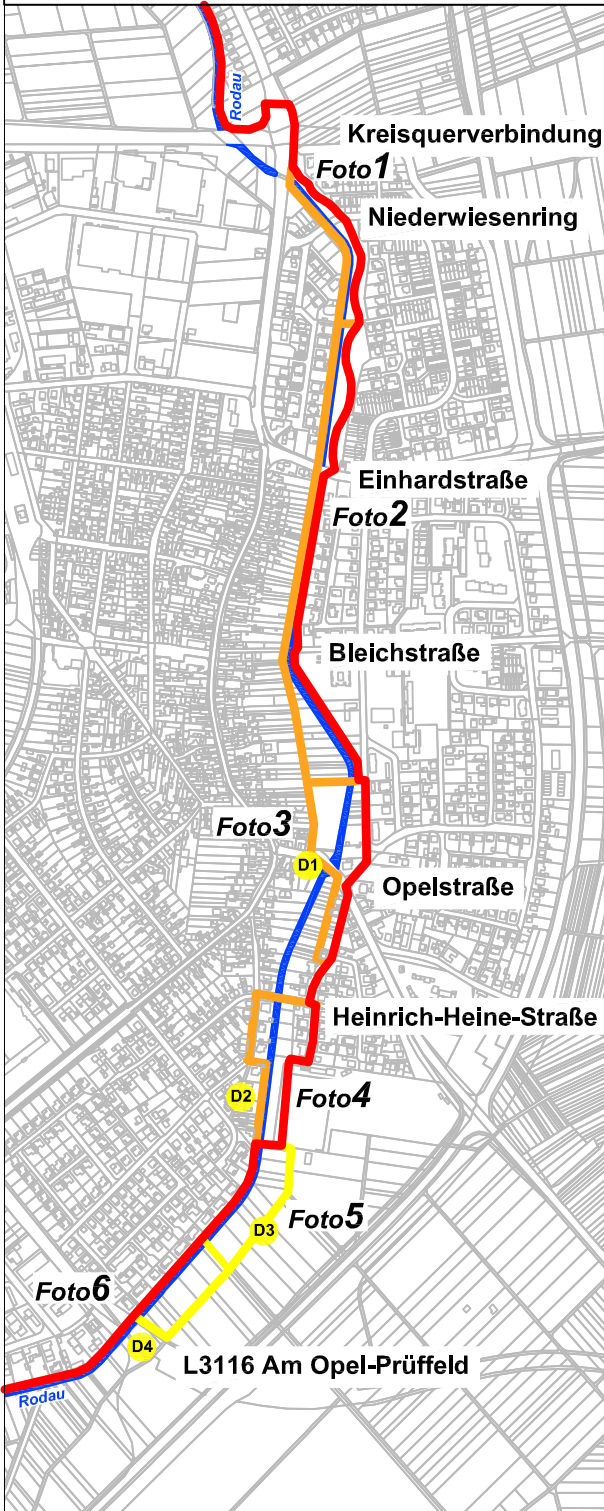 Rodau
Kreisquerverbindung
Foto1
Niederwiesenring
Einhardstraße
Foto2
Bleichstraße
Foto3
D1
Opelstraße
Heinrich-Heine-Straße
D2
Foto4
Foto5
D3
Foto6
D4
L3116 Am Opel-Prüffeld
Rodau